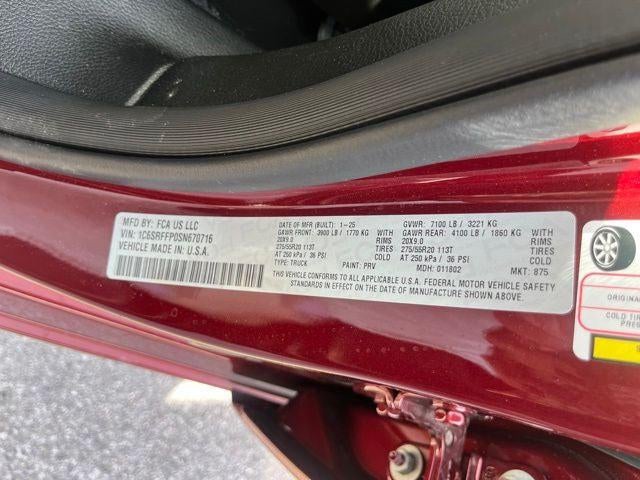 MFD BY: FCA US LLC
VIN: 1C6SRFFP0SN670716
VEHICLE MADE IN: U.S.A.
DATE OF MFR (BUILT): 1-25
GAWR FRONT: 3900 LB / 1770 KG WITH
20X9.0 RIMS
275/55R20 113T TIRES
AT 250 kPa / 36 PSI COLD
TYPE: TRUCK PAINT: PRV
GVWR: 7100 LB / 3221 KG
GAWR REAR: 4100 LB / 1860 KG WITH
20X9.0 RIMS
275/55R20 113T TIRES
AT 250 kPa / 36 PSI COLD
MDH: 011802 MKT: 875
THIS VEHICLE CONFORMS TO ALL APPLICABLE U.S.A. FEDERAL MOTOR VEHICLE SAFETY
STANDARDS IN EFFECT ON THE DATE OF MANUFACTURE SHOWN ABOVE.
ORIGINAL
COLD TI
PRES